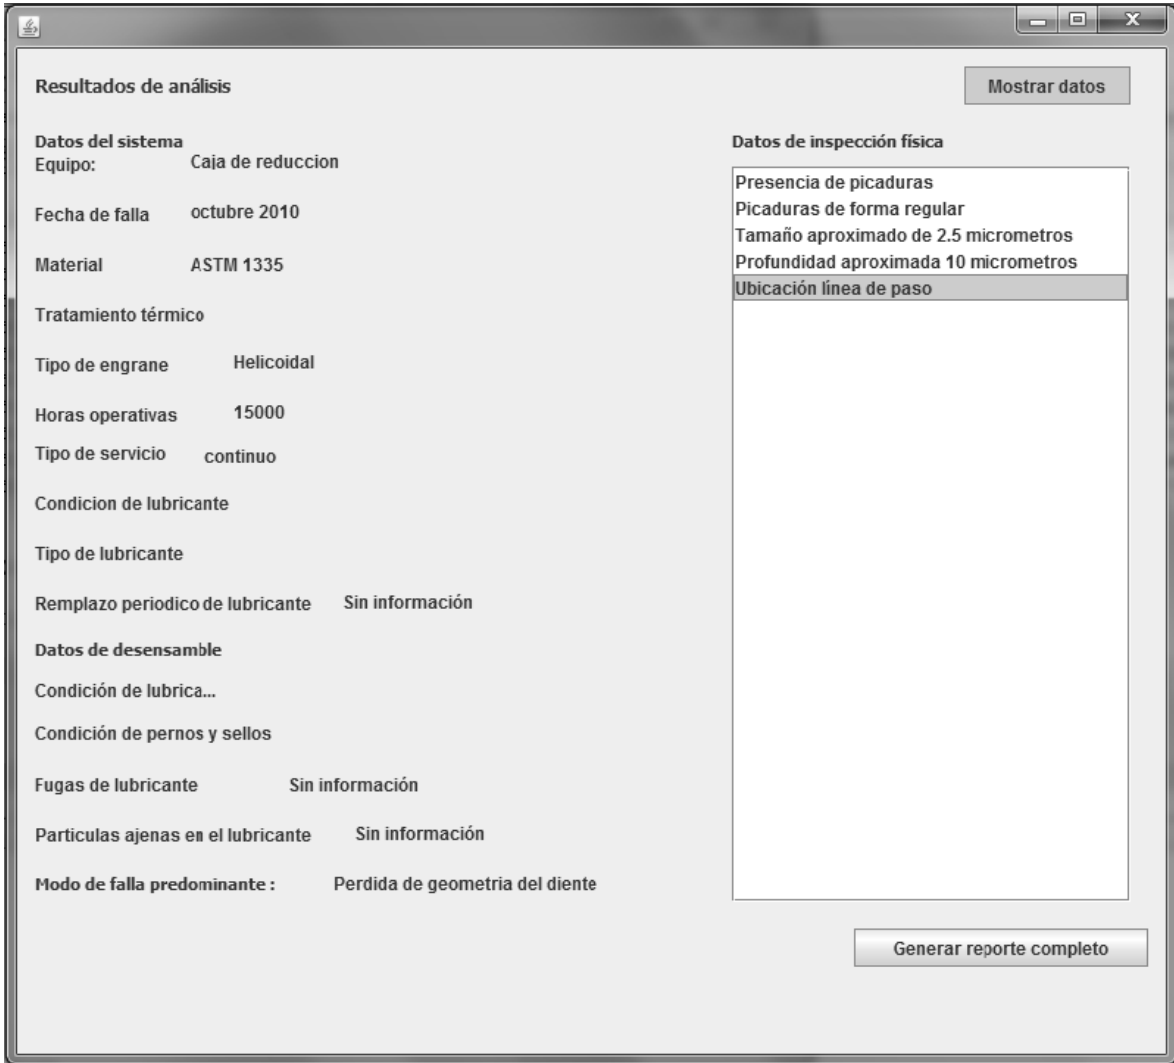 Resultados de análisis
Mostrar datos
Datos del sistema
Equipo: Caja de reduccion
Fecha de falla octubre 2010
Material ASTM 1335
Tratamiento térmico
Tipo de engrane Helicoidal
Horas operativas 15000
Tipo de servicio continuo
Condicion de lubricante
Tipo de lubricante
Remplazo periodico de lubricante Sin información
Datos de desensamble
Condición de lubrica...
Condición de pernos y sellos
Fugas de lubricante Sin información
Particulas ajenas en el lubricante Sin información
Modo de falla predominante : Perdida de geometria del diente
Datos de inspección física
Presencia de picaduras
Picaduras de forma regular
Tamaño aproximado de 2.5 micrometros
Profundidad aproximada 10 micrometros
Ubicación línea de paso
Generar reporte completo